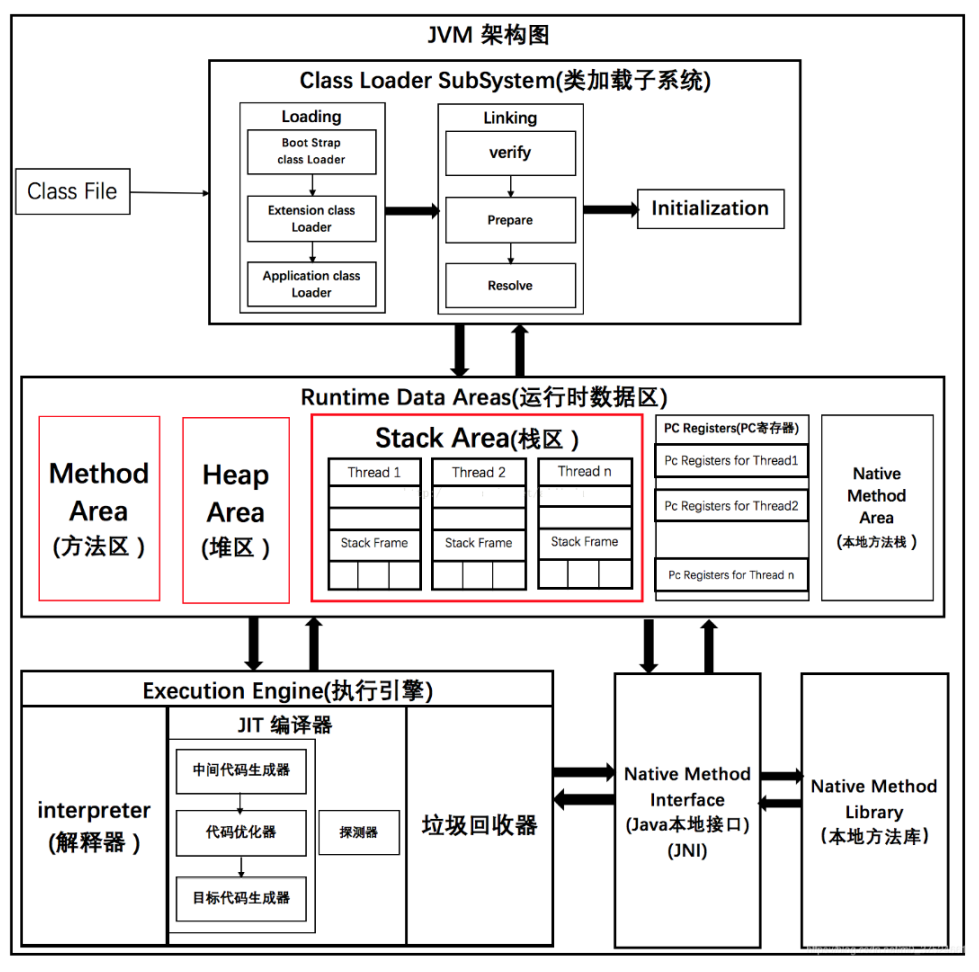 JVM 架构图
Class Loader SubSystem(类加载子系统)
Loading
Boot Strap
class Loader
Extension class
Loader
Application class
Loader
Linking
verify
Prepare
Resolve
Class File
Initialization
Runtime Data Areas(运行时数据区)
Method
Area
(方法区)
Heap
Area
(堆区)
Stack Area(栈区)
Thread 1
Stack Frame
Thread 2
Stack Frame
Thread n
Stack Frame
PC Registers(PC寄存器)
Pc Registers for Thread1
Pc Registers for Thread2
Pc Registers for Thread n
Native
Method
Area
(本地方法栈)
Execution Engine(执行引擎)
interpreter
(解释器)
JIT 编译器
中间代码生成器
代码优化器
目标代码生成器
探测器
垃圾回收器
Native Method
Interface
(Java本地接口)
(JNI)
Native Method
Library
(本地方法库)